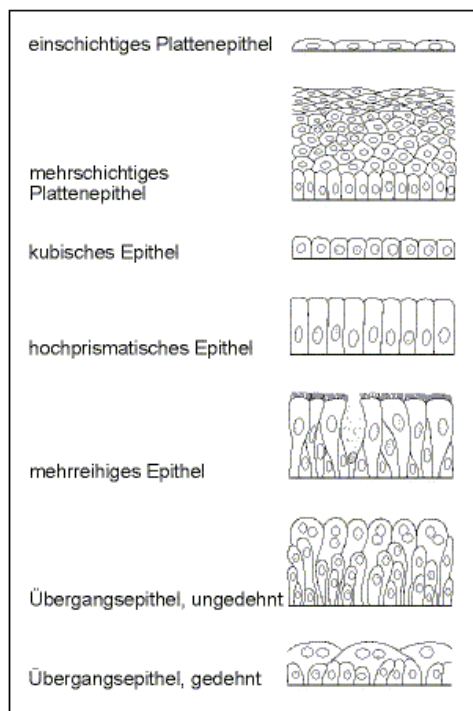 einschichtiges Plattenepithel
mehrschichtiges
Plattenepithel
kubisches Epithel
hochprismatisches Epithel
mehrreihiges Epithel
Übergangsepithel, ungedehnt
Übergangsepithel, gedehnt